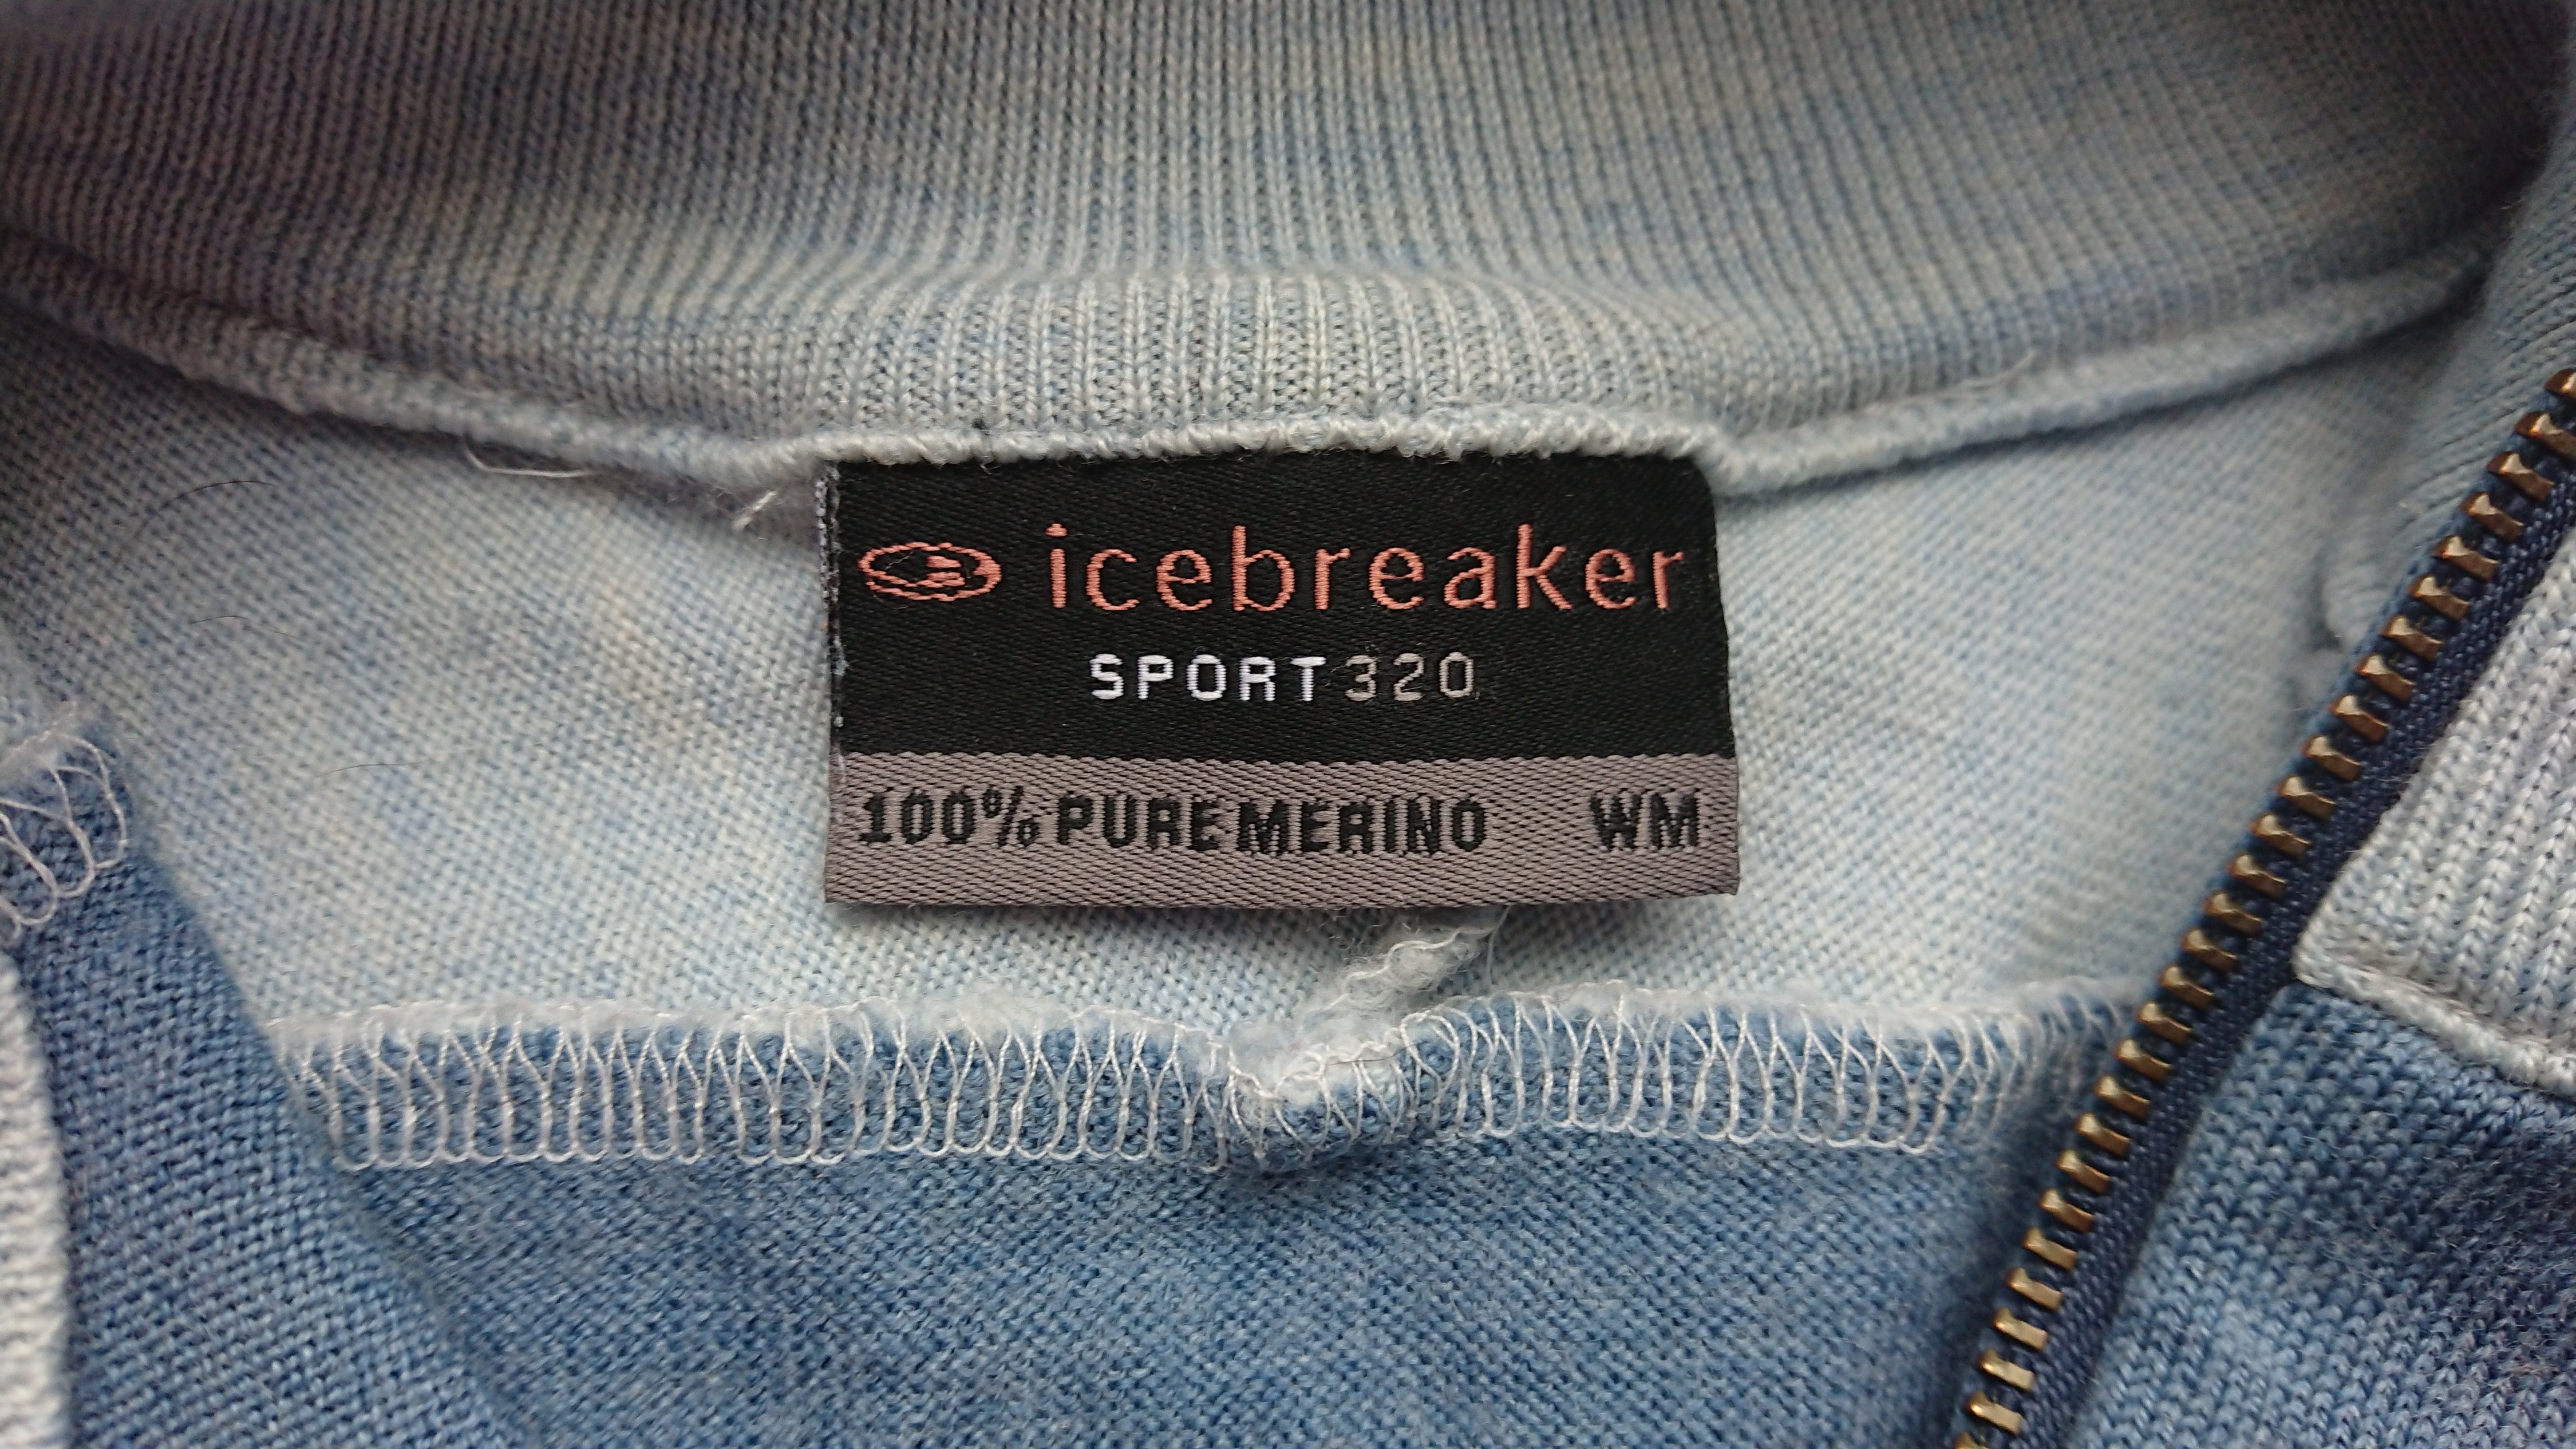 icebreaker
SPORT320
100% PURE MERINO WM